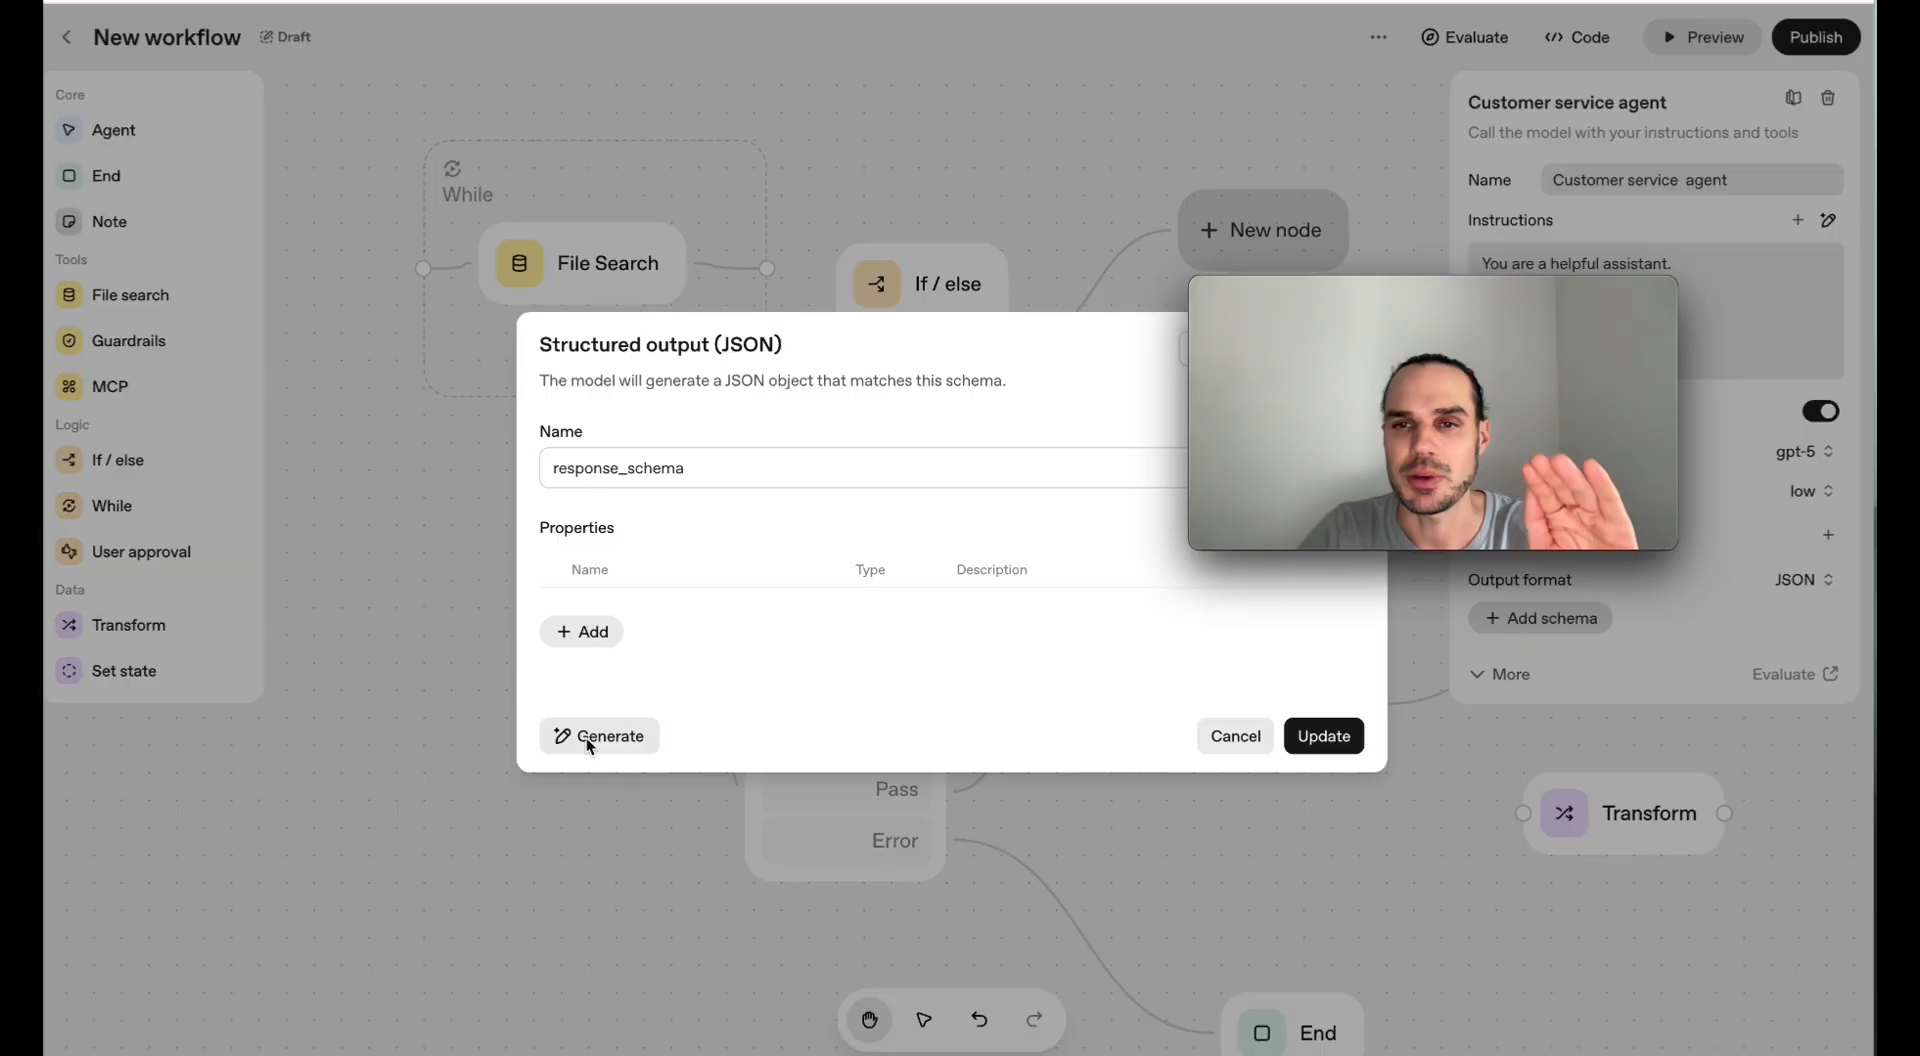 New workflow
Draft
Evaluate
Code
Preview
Publish
Core
Agent
End
Note
Tools
File search
Guardrails
MCP
Logic
If / else
While
User approval
Data
Transform
Set state
While
File Search
If / else
+ New node
Structured output (JSON)
The model will generate a JSON object that matches this schema.
Name
response_schema
Properties
Name Type Description
+ Add
Generate
Cancel
Update
Pass
Error
End
Transform
Customer service agent
Call the model with your instructions and tools
Name
Customer service agent
Instructions
You are a helpful assistant.
gpt-5
low
Output format
JSON
+ Add schema
More
Evaluate